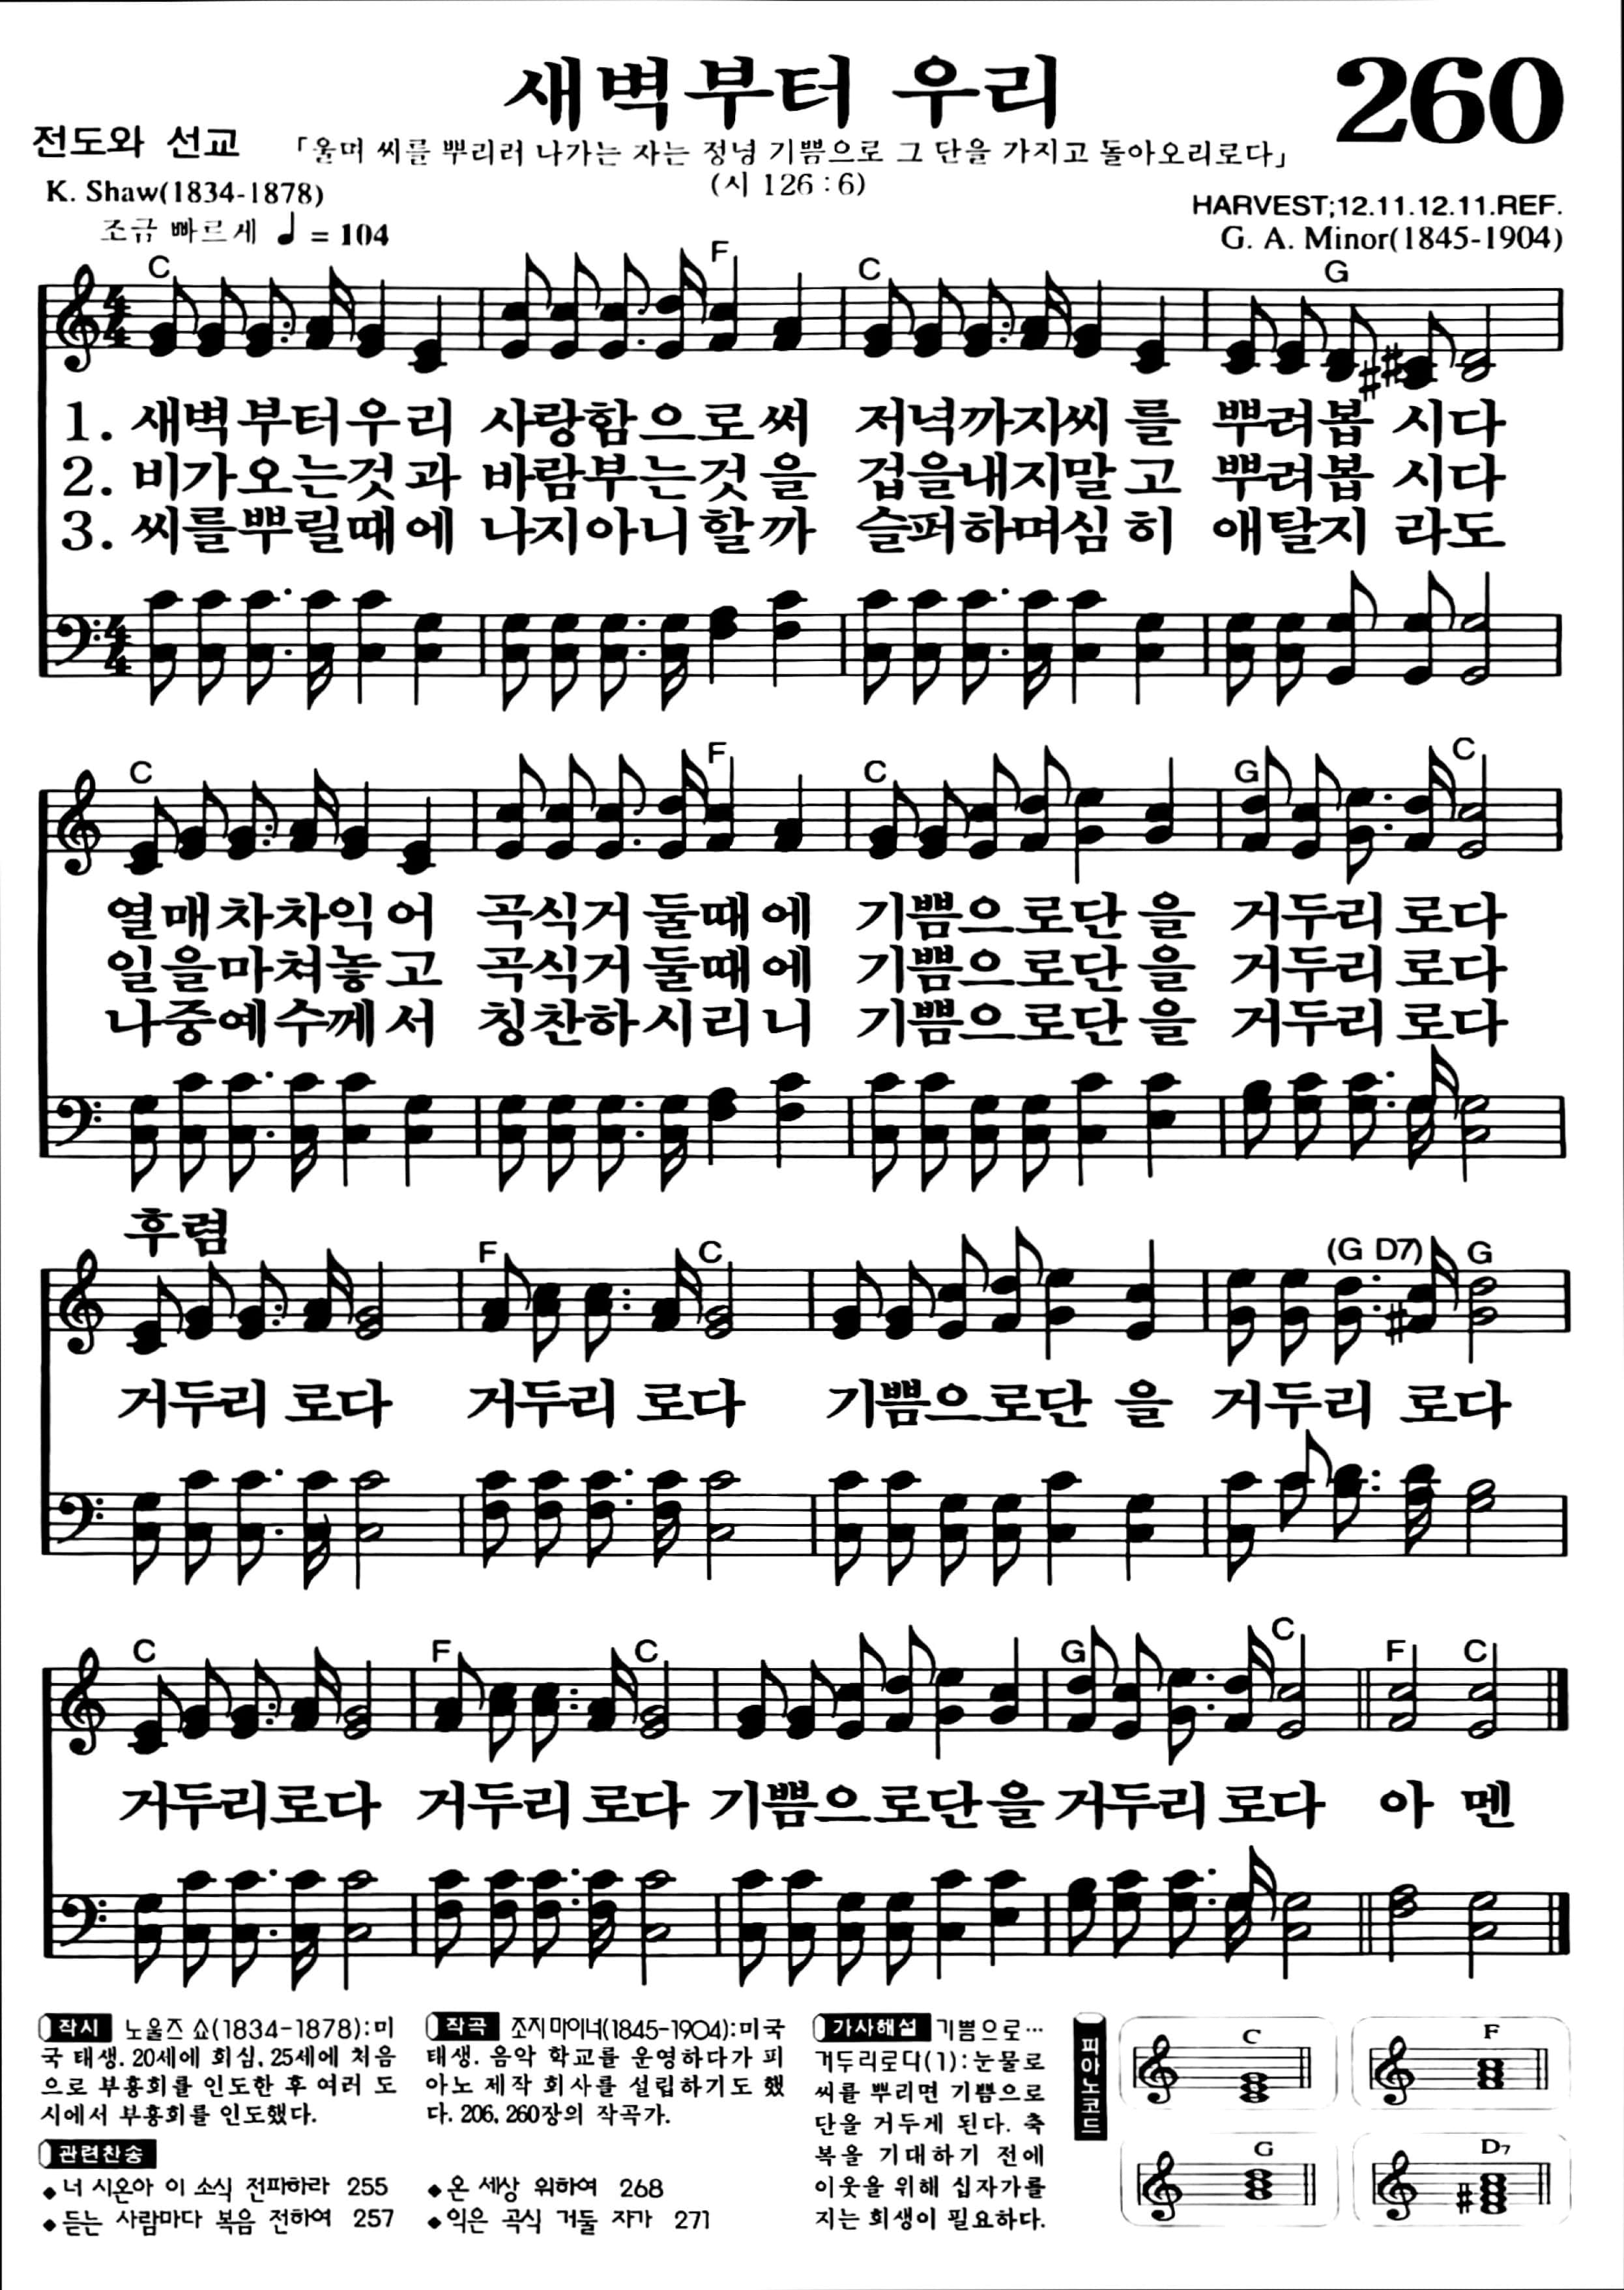 새벽부터 우리
260
전도와 선교
「울며 씨를 뿌리러 나가는 자는 정녕 기쁨으로 그 단을 가지고 돌아오리로다」
(시 126 : 6)
K. Shaw(1834-1878)
HARVEST;12.11.12.11.REF.
조금 빠르게 ♩ = 104
G. A. Minor(1845-1904)
C F C G
4/4
1. 새벽부터우리 사랑함으로써 저녁까지씨를 뿌려봅시다
2. 비가오는것과 바람부는것을 겁을내지말고 뿌려봅시다
3. 씨를뿌릴때에 나지아니할까 슬퍼하며심히 애탈지라도
4/4
C F C G C
열매차차익어 곡식거둘때에 기쁨으로단을 거두리로다
일을마쳐놓고 곡식거둘때에 기쁨으로단을 거두리로다
나중예수께서 칭찬하시리니 기쁨으로단을 거두리로다
후렴
F C (G D7) G
거두리로다 거두리로다 기쁨으로단을 거두리로다
C F C G C F C
거두리로다 거두리로다 기쁨으로단을 거두리로다 아멘
작시 노울즈 쇼(1834-1878):미
국 태생. 20세에 회심, 25세에 처음
으로 부흥회를 인도한 후 여러 도
시에서 부흥회를 인도했다.
작곡 조지 마이너(1845-1904):미국
태생. 음악 학교를 운영하다가 피
아노 제작 회사를 설립하기도 했
다. 206, 260장의 작곡가.
관련찬송
◆너 시온아 이 소식 전파하라 255
◆듣는 사람마다 복음 전하여 257
◆온 세상 위하여 268
◆익은 곡식 거둘 자가 271
가사해설 기쁨으로…
거두리로다(1):눈물로
씨를 뿌리면 기쁨으로
단을 거두게 된다. 축
복을 기대하기 전에
이웃을 위해 십자가를
지는 희생이 필요하다.
피아노코드
C F
G D7